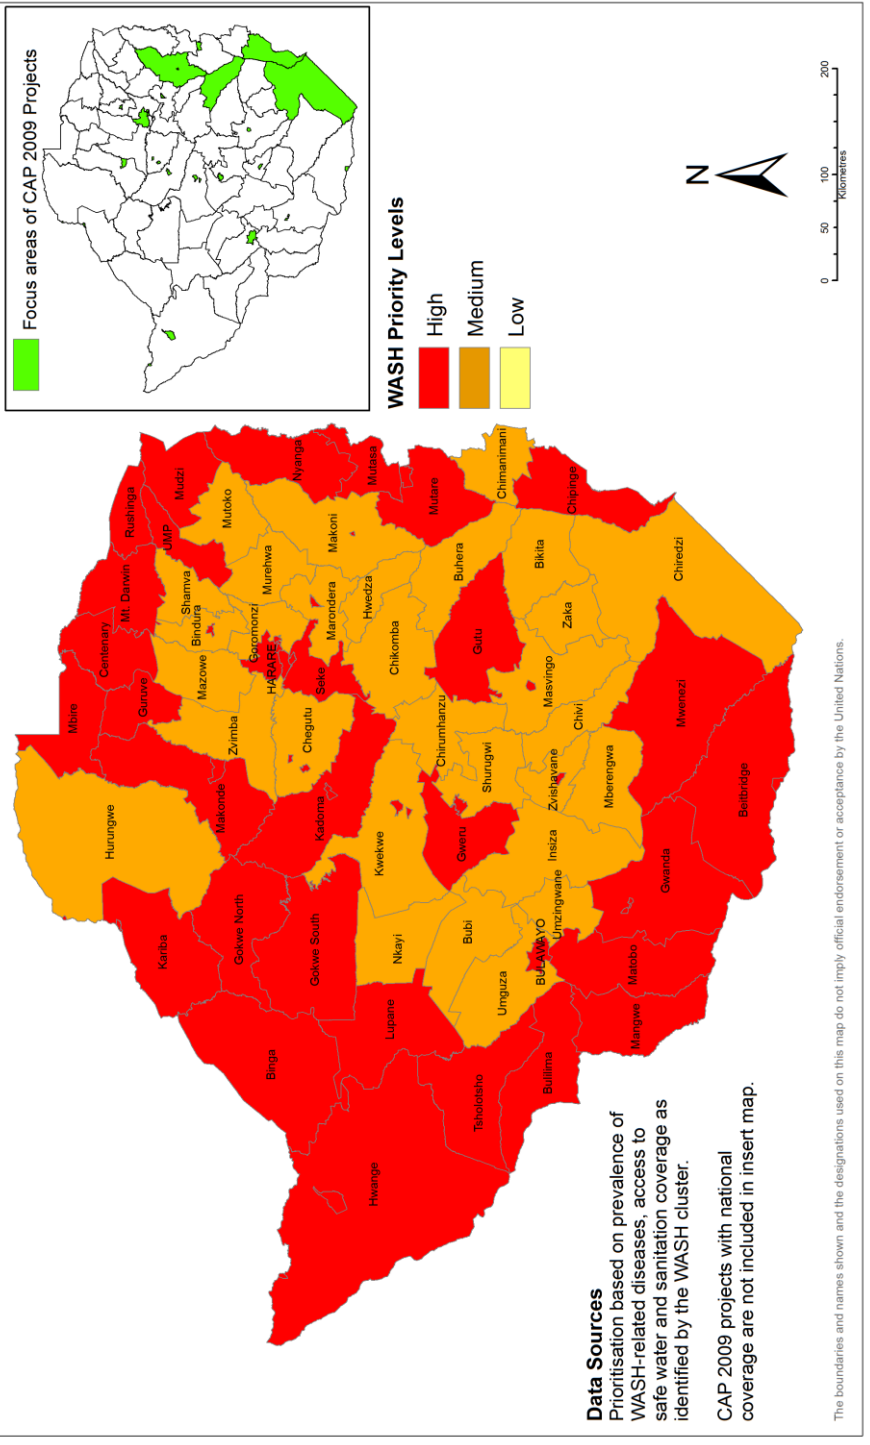 Focus areas of CAP 2009 Projects
WASH Priority Levels
High
Medium
Low
N
0
50
100
200
Kilometres
Mbire
Centenary
Mt. Darwin
Rushinga
Mudzi
UMP
Guruve
Hurungwe
Kariba
Makonde
Zvimba
Mazowe
Bindura
Shamva
Mutoko
Murehwa
Goromonzi
HARARE
Seke
Marondera
Makoni
Nyanga
Mutasa
Mutare
Hwedza
Chikomba
Chegutu
Kadoma
Gokwe North
Gokwe South
Binga
Hwange
Lupane
Nkayi
Kwekwe
Chirumhanzu
Gweru
Shurugwi
Gutu
Buhera
Chimanimani
Chipinge
Bikita
Zaka
Masvingo
Chivi
Zvishavane
Mberengwa
Insiza
Bubi
Umguza
BULAWAYO
Umzingwane
Tsholotsho
Bulilima
Mangwe
Matobo
Gwanda
Beitbridge
Mwenezi
Chiredzi
Data Sources
Prioritisation based on prevalence of
WASH-related diseases, access to
safe water and sanitation coverage as
identified by the WASH cluster.
CAP 2009 projects with national
coverage are not included in insert map.
The boundaries and names shown and the designations used on this map do not imply official endorsement or acceptance by the United Nations.